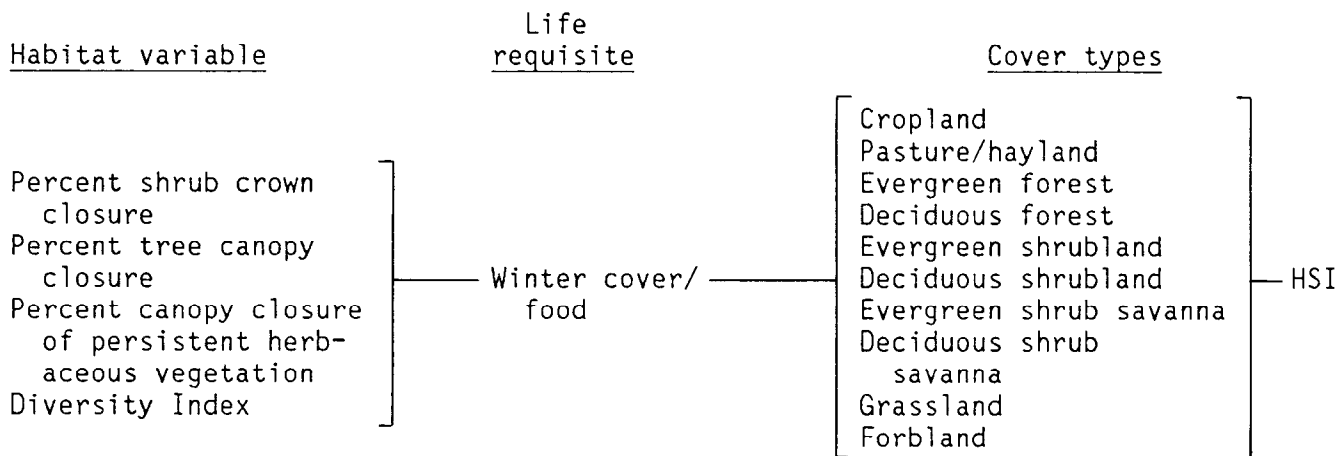 Habitat variable
Life
requisite
Cover types
Percent shrub crown
closure
Percent tree canopy
closure
Percent canopy closure
of persistent herb-
aceous vegetation
Diversity Index
Winter cover/
food
Cropland
Pasture/hayland
Evergreen forest
Deciduous forest
Evergreen shrubland
Deciduous shrubland
Evergreen shrub savanna
Deciduous shrub
savanna
Grassland
Forbland
HSI